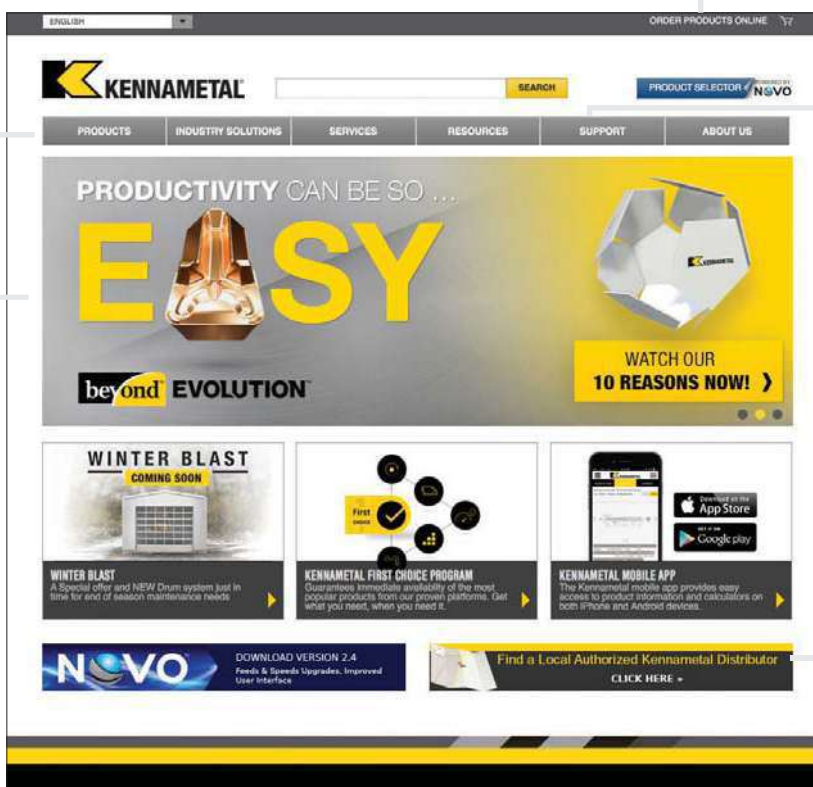 ENGLISH
ORDER PRODUCTS ONLINE
KENNAMETAL
SEARCH
PRODUCT SELECTOR
POWERED BY
NOVO
PRODUCTS
INDUSTRY SOLUTIONS
SERVICES
RESOURCES
SUPPORT
ABOUT US
PRODUCTIVITY CAN BE SO ...
EASY
beyond™ EVOLUTION™
KENNAMETAL
WATCH OUR
10 REASONS NOW! ❯
WINTER BLAST
COMING SOON
WINTER BLAST
A Special offer and NEW Drum system just in
time for end of season maintenance needs
First
CHOICE
KENNAMETAL FIRST CHOICE PROGRAM
Guarantees immediate availability of the most
popular products from our proven platforms. Get
what you need, when you need it.
Download on the
App Store
GET IT ON
Google play
KENNAMETAL MOBILE APP
The Kennametal mobile app provides easy
access to product information and calculators on
both iPhone and Android devices.
NOVO
DOWNLOAD VERSION 2.4
Feeds & Speeds Upgrades, Improved
User Interface
Find a Local Authorized Kennametal Distributor
CLICK HERE »